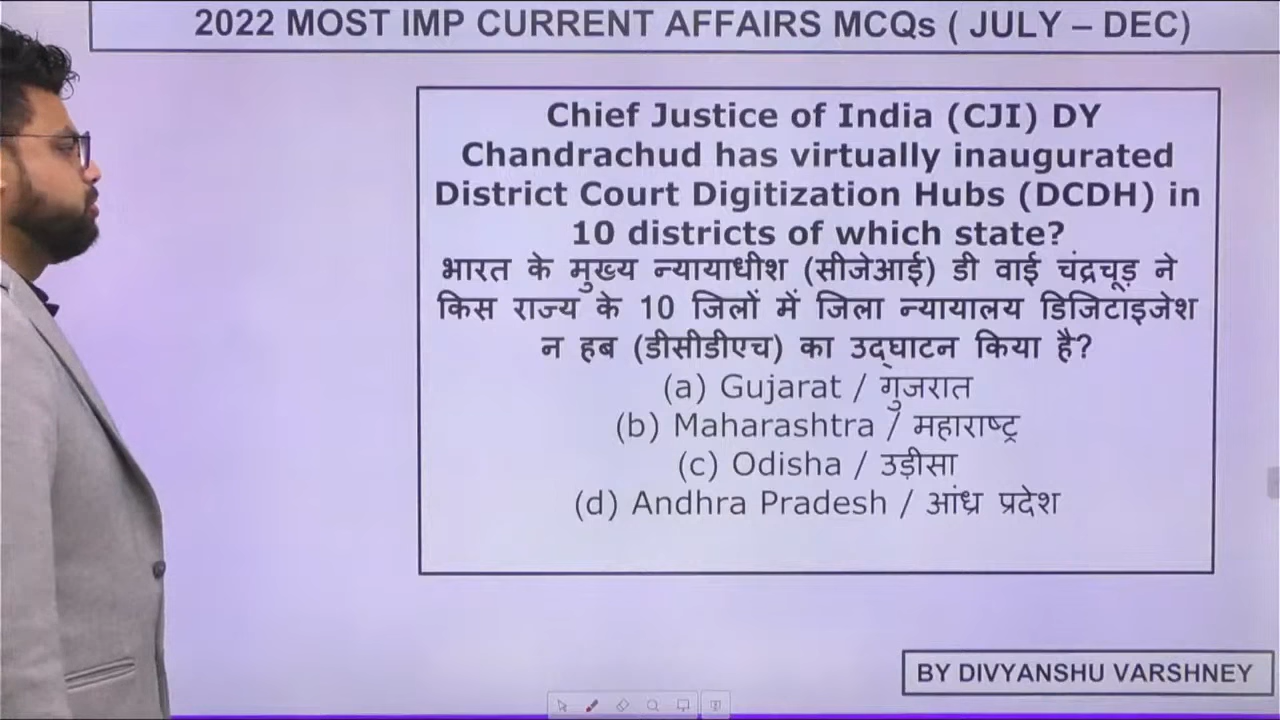 2022 MOST IMP CURRENT AFFAIRS MCQs ( JULY – DEC)
Chief Justice of India (CJI) DY
Chandrachud has virtually inaugurated
District Court Digitization Hubs (DCDH) in
10 districts of which state?
भारत के मुख्य न्यायाधीश (सीजेआई) डी वाई चंद्रचूड़ ने
किस राज्य के 10 जिलों में जिला न्यायालय डिजिटाइजेश
न हब (डीसीडीएच) का उद्घाटन किया है?
(a) Gujarat / गुजरात
(b) Maharashtra / महाराष्ट्र
(c) Odisha / उड़ीसा
(d) Andhra Pradesh / आंध्र प्रदेश
BY DIVYANSHU VARSHNEY